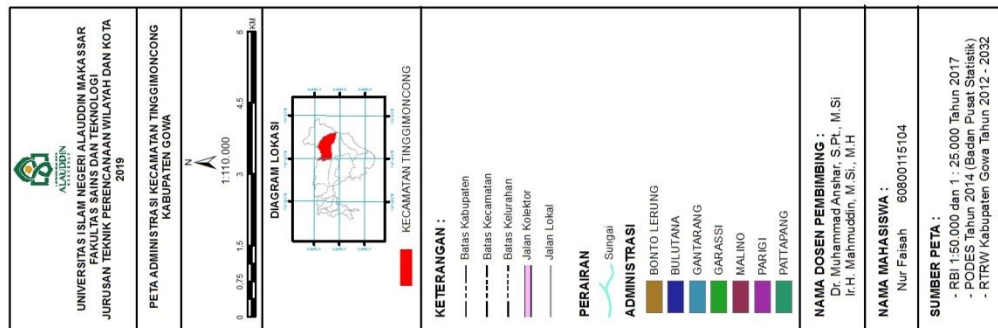 ALAUDDIN
UNIVERSITAS ISLAM NEGERI ALAUDDIN MAKASSAR
FAKULTAS SAINS DAN TEKNOLOGI
JURUSAN TEKNIK PERENCANAAN WILAYAH DAN KOTA
2019
PETA ADMINISTRASI KECAMATAN TINGGIMONCONG
KABUPATEN GOWA
N
1:110.000
0 0.75 1.5 3 4.5 6
KM
DIAGRAM LOKASI
KECAMATAN TINGGIMONCONG
KETERANGAN :
Batas Kabupaten
Batas Kecamatan
Batas Kelurahan
Jalan Kolektor
Jalan Lokal
PERAIRAN
Sungai
ADMINISTRASI
BONTO LERUNG
BULUTANA
GANTARANG
GARASSI
MALINO
PARIGI
PATTAPANG
NAMA DOSEN PEMBIMBING :
Dr. Muhammad Anshar, S.Pt., M.Si
Ir.H. Mahmuddin, M.Si., M.H
NAMA MAHASISWA :
Nur Faisah 60800115104
SUMBER PETA :
- RBI 1:50.000 dan 1 : 25.000 Tahun 2017
- PODES Tahun 2014 (Badan Pusat Statistik)
- RTRW Kabupaten Gowa Tahun 2012 - 2032